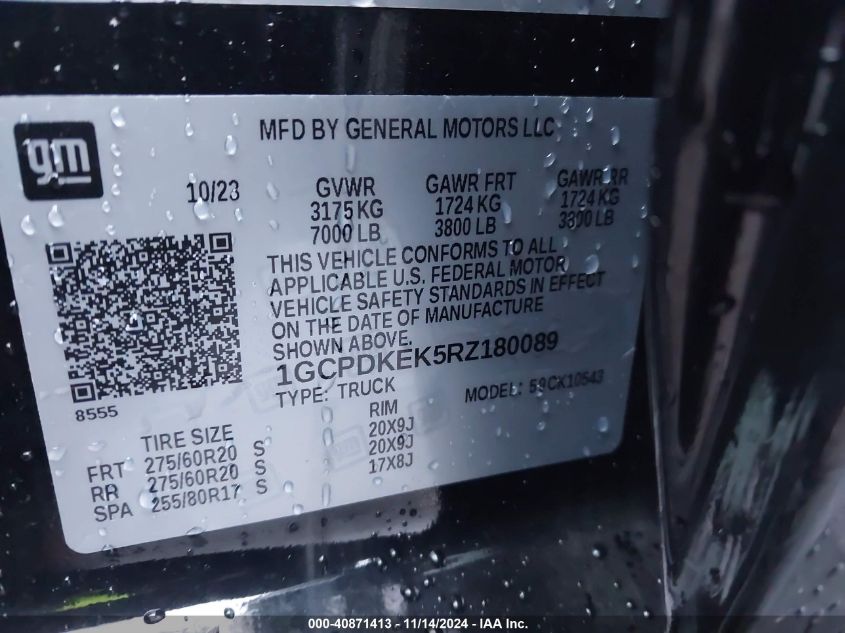 gm
MFD BY GENERAL MOTORS LLC
10/23 GVWR GAWR FRT GAWR RR
3175 KG 1724 KG 1724 KG
7000 LB 3800 LB 3800 LB
THIS VEHICLE CONFORMS TO ALL
APPLICABLE U.S. FEDERAL MOTOR
VEHICLE SAFETY STANDARDS IN EFFECT
ON THE DATE OF MANUFACTURE
SHOWN ABOVE.
1GCPDKEK5RZ180089
TYPE: TRUCK MODEL: 59CK10543
8555
TIRE SIZE RIM
FRT 275/60R20 S 20X9J
RR 275/60R20 S 20X9J
SPA 255/80R17 S 17X8J
000-40871413 - 11/14/2024 - IAA Inc.